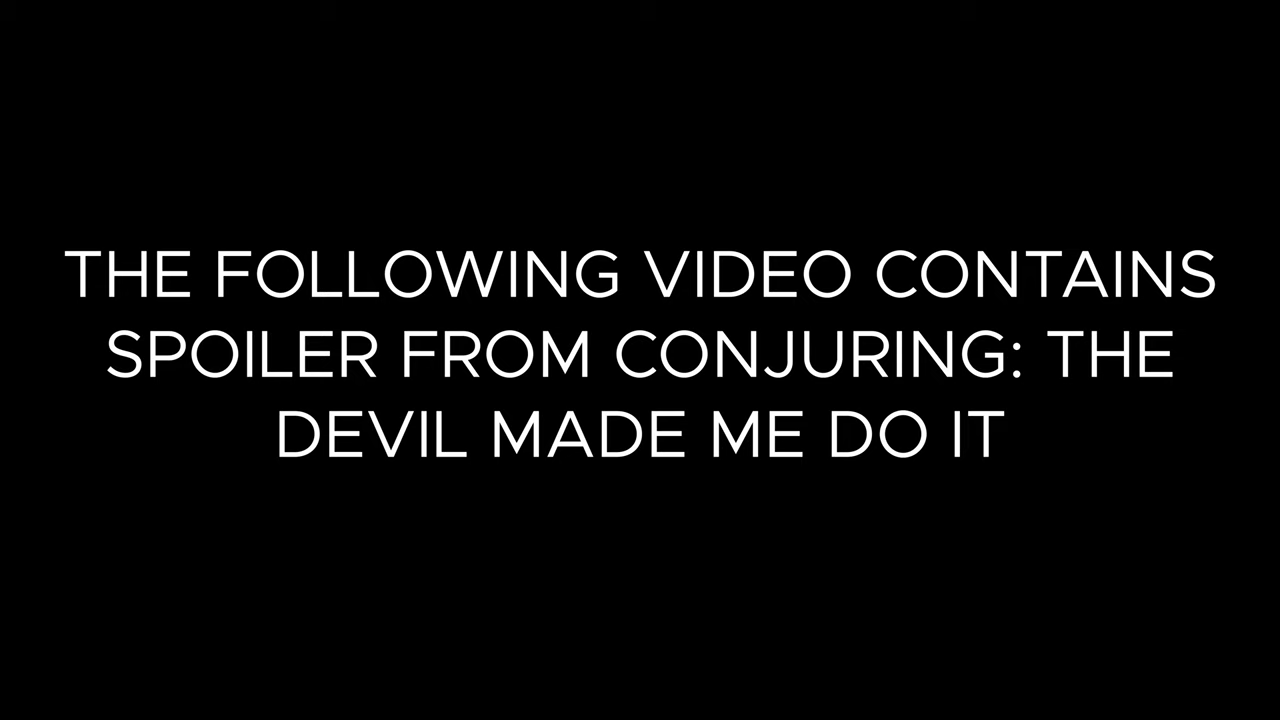 THE FOLLOWING VIDEO CONTAINS
SPOILER FROM CONJURING: THE
DEVIL MADE ME DO IT